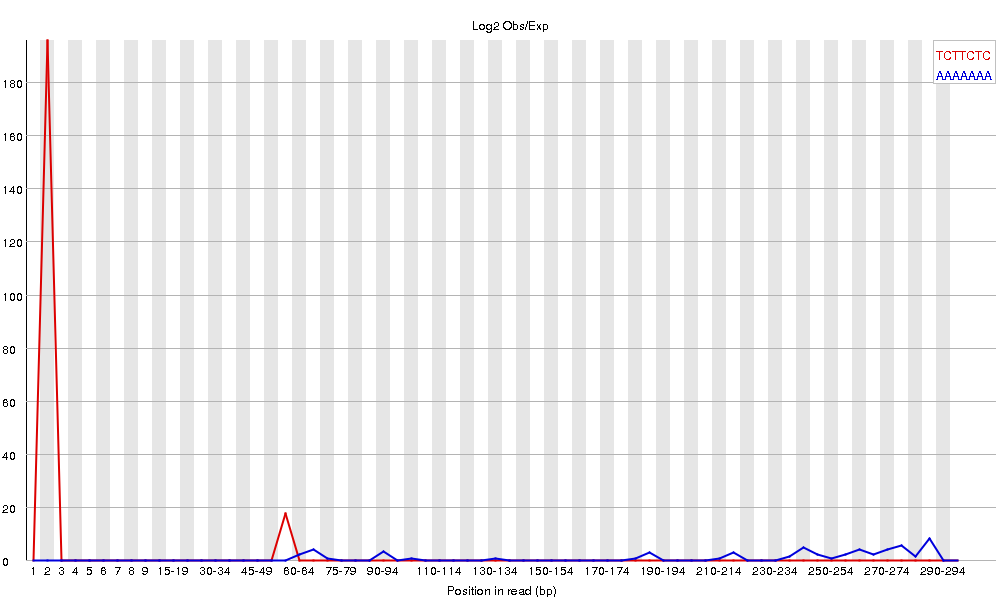 Log2 Obs/Exp
TCTTCTC
AAAAAAA
180
160
140
120
100
80
60
40
20
0
1 2 3 4 5 6 7 8 9 15-19 30-34 45-49 60-64 75-79 90-94 110-114 130-134 150-154 170-174 190-194 210-214 230-234 250-254 270-274 290-294
Position in read (bp)